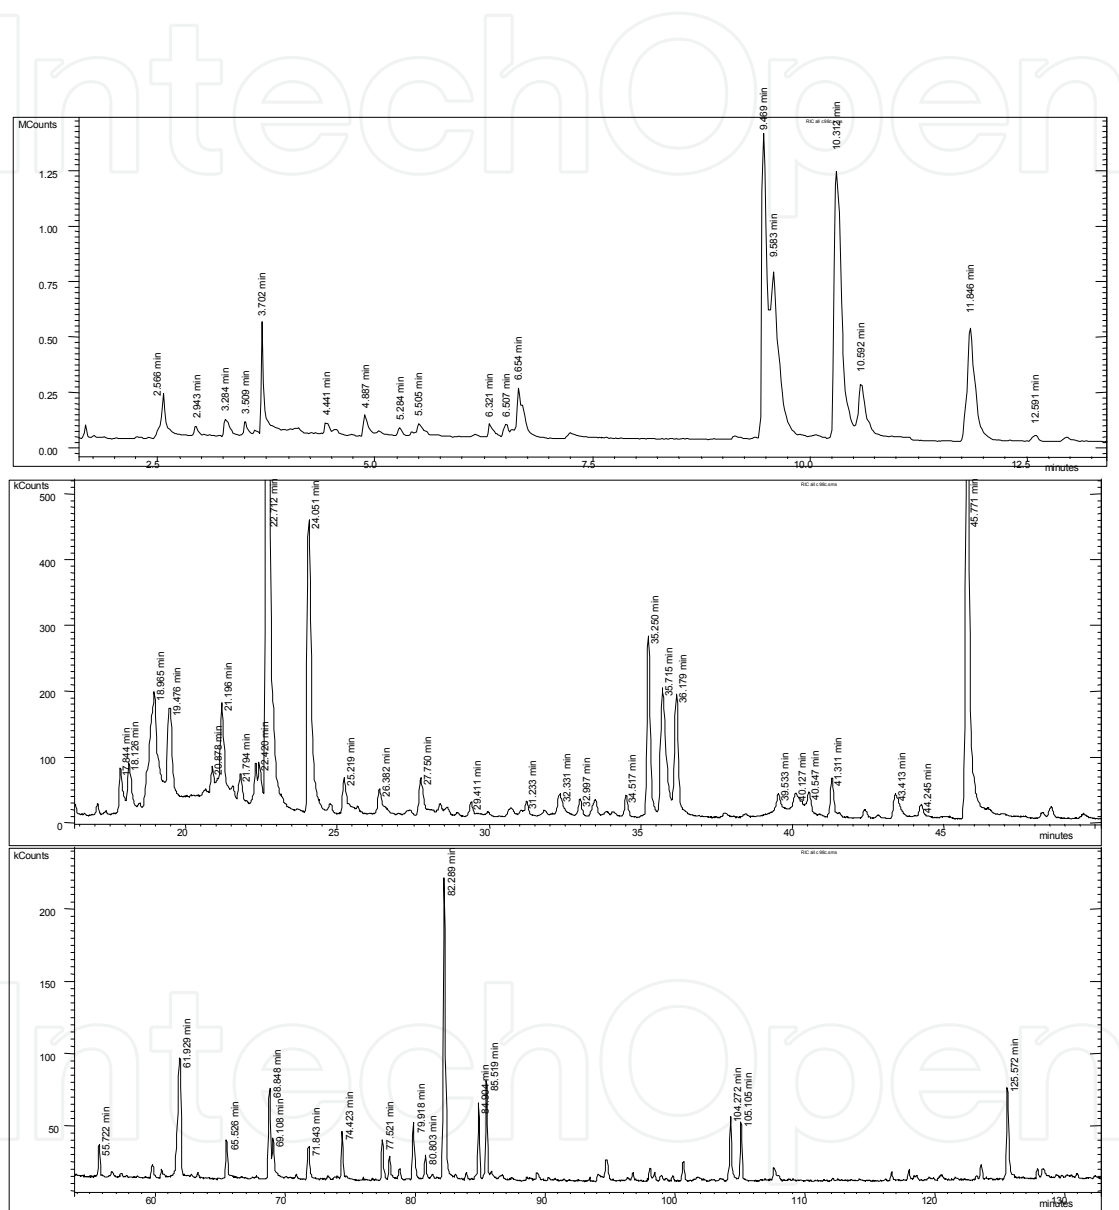 IntechOpen
MCounts
RIC all c98c.sms
1.25
1.00
0.75
0.50
0.25
0.00
2.566 min
2.943 min
3.284 min
3.509 min
3.702 min
4.441 min
4.887 min
5.284 min
5.505 min
6.321 min
6.507 min
6.654 min
9.469 min
9.583 min
10.312 min
10.592 min
11.846 min
12.591 min
2.5 5.0 7.5 10.0 12.5 minutes
kCounts
500
400
300
200
100
0
17.844 min
18.126 min
18.965 min
19.476 min
20.878 min
21.196 min
21.794 min
22.420 min
22.712 min
24.051 min
25.219 min
26.382 min
27.750 min
29.411 min
31.233 min
32.331 min
32.997 min
34.517 min
35.250 min
35.715 min
36.179 min
39.533 min
40.127 min
40.547 min
41.311 min
43.413 min
44.245 min
45.771 min
20 25 30 35 40 45 minutes
kCounts
200
150
100
50
55.722 min
61.929 min
65.526 min
68.848 min
69.108 min
71.843 min
74.423 min
77.521 min
79.918 min
80.803 min
82.289 min
84.904 min
85.519 min
104.272 min
105.105 min
125.572 min
60 70 80 90 100 110 120 130 minutes
IntechOpen